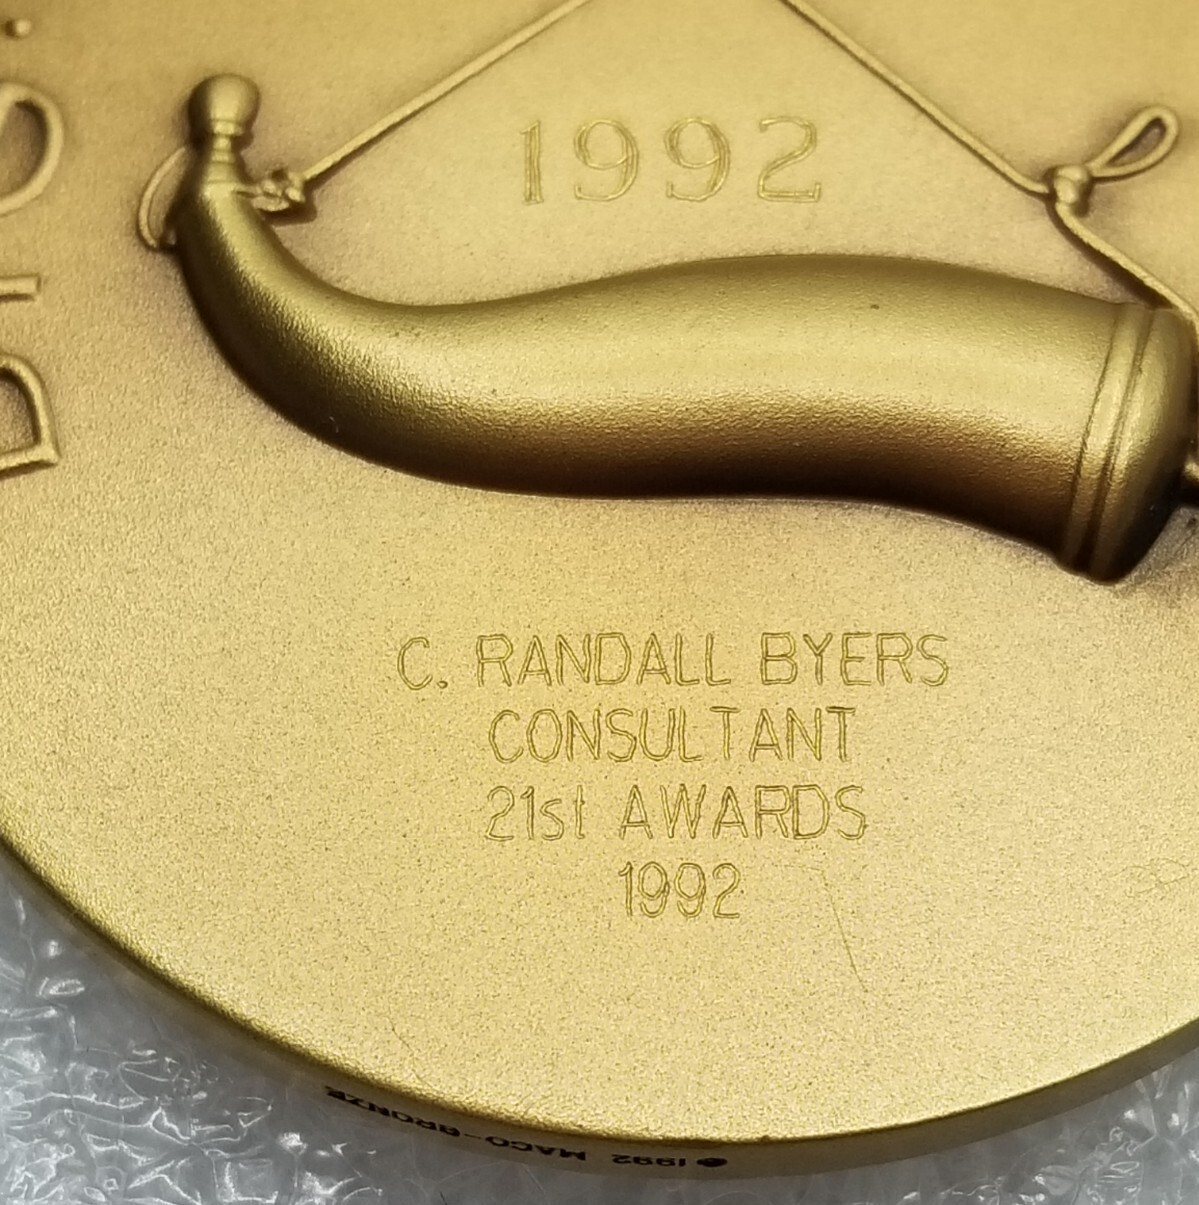 1992
C. RANDALL BYERS
CONSULTANT
21st AWARDS
1992
© 1992 MACO-BRONZE